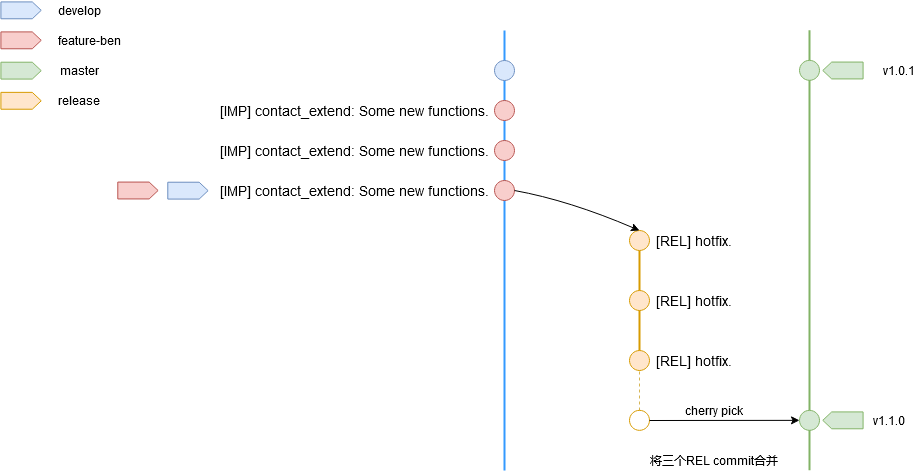 develop
feature-ben
master
release
v1.0.1
[IMP] contact_extend: Some new functions.
[IMP] contact_extend: Some new functions.
[IMP] contact_extend: Some new functions.
[REL] hotfix.
[REL] hotfix.
[REL] hotfix.
cherry pick
v1.1.0
将三个REL commit合并